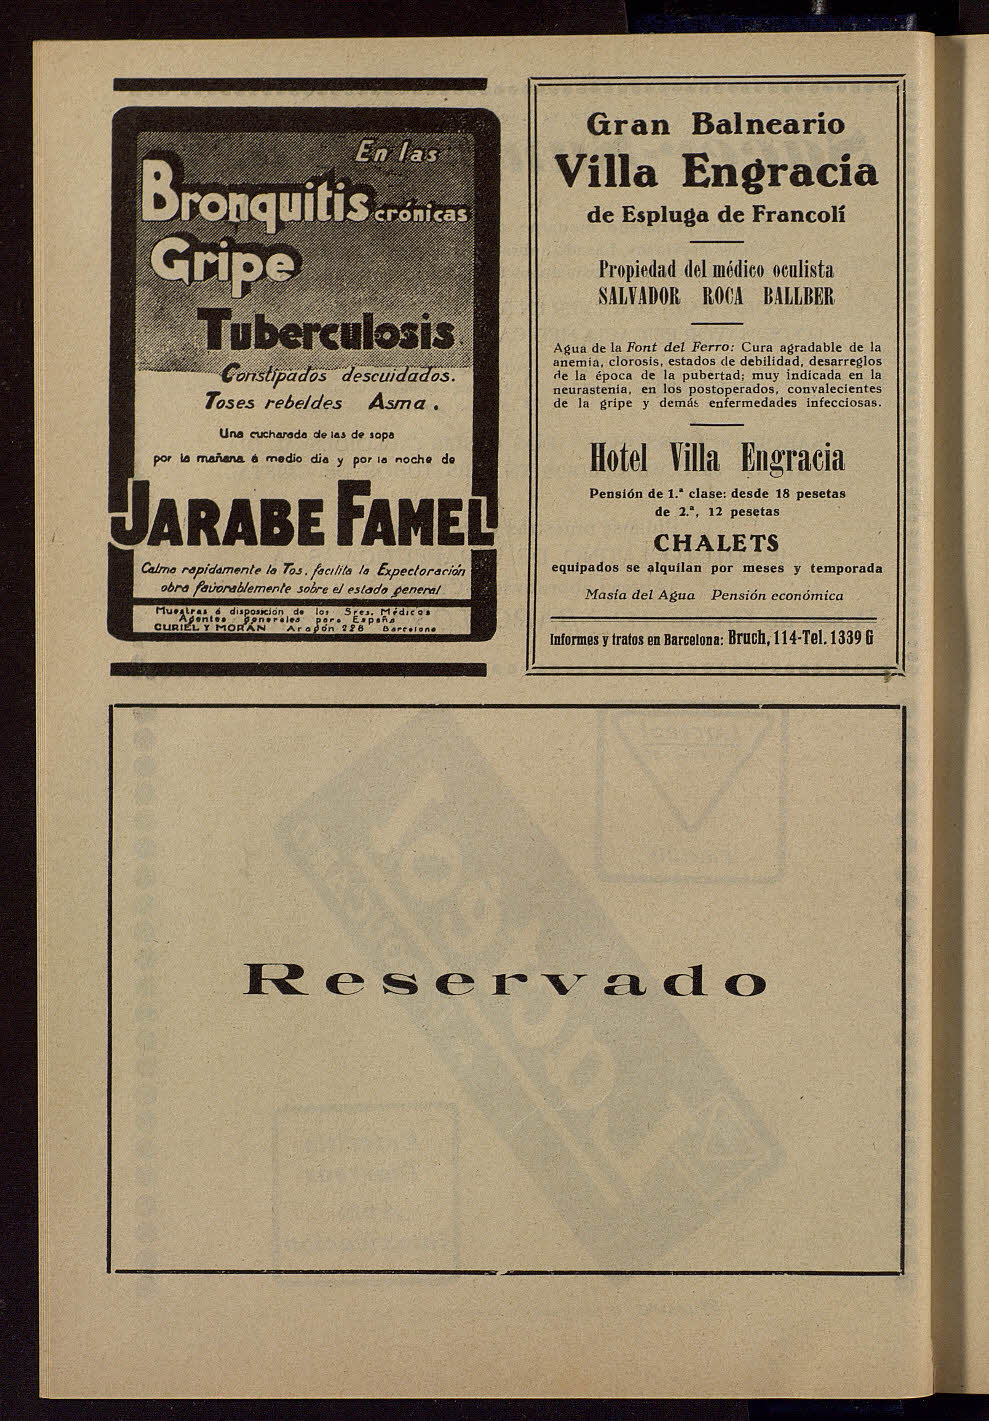 En las
Bronquitis crónicas
Gripe
Tuberculosis
Constipados descuidados.
Toses rebeldes Asma.
Una cucharada de las de sopa
por la mañana á medio dia y por la noche de
JARABE FAMEL
Calma rapidamente la Tos, facilita la Expectoración
obra favorablemente sobre el estado general
Muestras á disposición de los Sres. Médicos
Agentes generales para España
CURIEL Y MORÁN Aragón 228 Barcelona
Gran Balneario
Villa Engracia
de Espluga de Francolí
Propiedad del médico oculista
SALVADOR ROCA BALLBER
Agua de la Font del Ferro: Cura agradable de la
anemia, clorosis, estados de debilidad, desarreglos
de la época de la pubertad; muy indicada en la
neurastenia, en los postoperados, convalecientes
de la gripe y demás enfermedades infecciosas.
Hotel Villa Engracia
Pensión de 1.ª clase: desde 18 pesetas
de 2.ª, 12 pesetas
CHALETS
equipados se alquilan por meses y temporada
Masía del Agua Pensión económica
Informes y tratos en Barcelona: Bruch, 114-Tel. 1339 G
Reservado